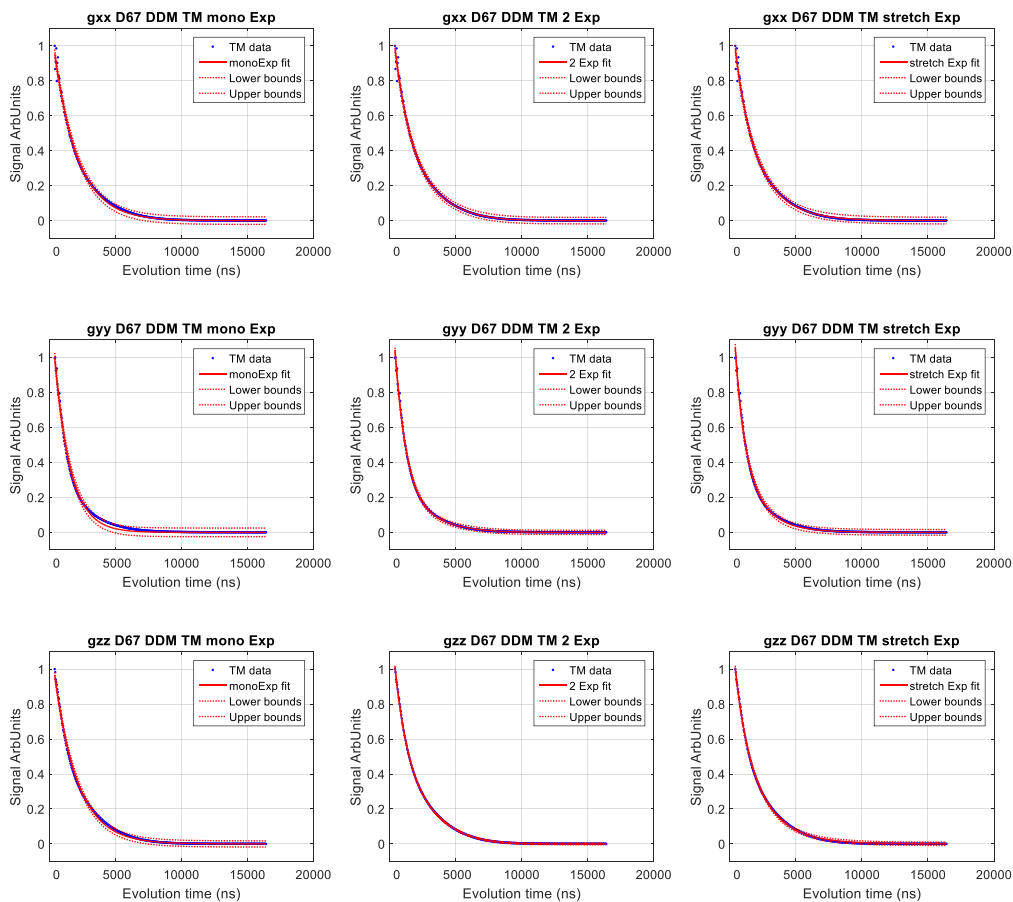 gxx D67 DDM TM mono Exp
Signal ArbUnits
1
0.8
0.6
0.4
0.2
0
TM data
monoExp fit
Lower bounds
Upper bounds
0 5000 10000 15000 20000
Evolution time (ns)
gxx D67 DDM TM 2 Exp
Signal ArbUnits
1
0.8
0.6
0.4
0.2
0
TM data
2 Exp fit
Lower bounds
Upper bounds
0 5000 10000 15000 20000
Evolution time (ns)
gxx D67 DDM TM stretch Exp
Signal ArbUnits
1
0.8
0.6
0.4
0.2
0
TM data
stretch Exp fit
Lower bounds
Upper bounds
0 5000 10000 15000 20000
Evolution time (ns)
gyy D67 DDM TM mono Exp
Signal ArbUnits
1
0.8
0.6
0.4
0.2
0
TM data
monoExp fit
Lower bounds
Upper bounds
0 5000 10000 15000 20000
Evolution time (ns)
gyy D67 DDM TM 2 Exp
Signal ArbUnits
1
0.8
0.6
0.4
0.2
0
TM data
2 Exp fit
Lower bounds
Upper bounds
0 5000 10000 15000 20000
Evolution time (ns)
gyy D67 DDM TM stretch Exp
Signal ArbUnits
1
0.8
0.6
0.4
0.2
0
TM data
stretch Exp fit
Lower bounds
Upper bounds
0 5000 10000 15000 20000
Evolution time (ns)
gzz D67 DDM TM mono Exp
Signal ArbUnits
1
0.8
0.6
0.4
0.2
0
TM data
monoExp fit
Lower bounds
Upper bounds
0 5000 10000 15000 20000
Evolution time (ns)
gzz D67 DDM TM 2 Exp
Signal ArbUnits
1
0.8
0.6
0.4
0.2
0
TM data
2 Exp fit
Lower bounds
Upper bounds
0 5000 10000 15000 20000
Evolution time (ns)
gzz D67 DDM TM stretch Exp
Signal ArbUnits
1
0.8
0.6
0.4
0.2
0
TM data
stretch Exp fit
Lower bounds
Upper bounds
0 5000 10000 15000 20000
Evolution time (ns)